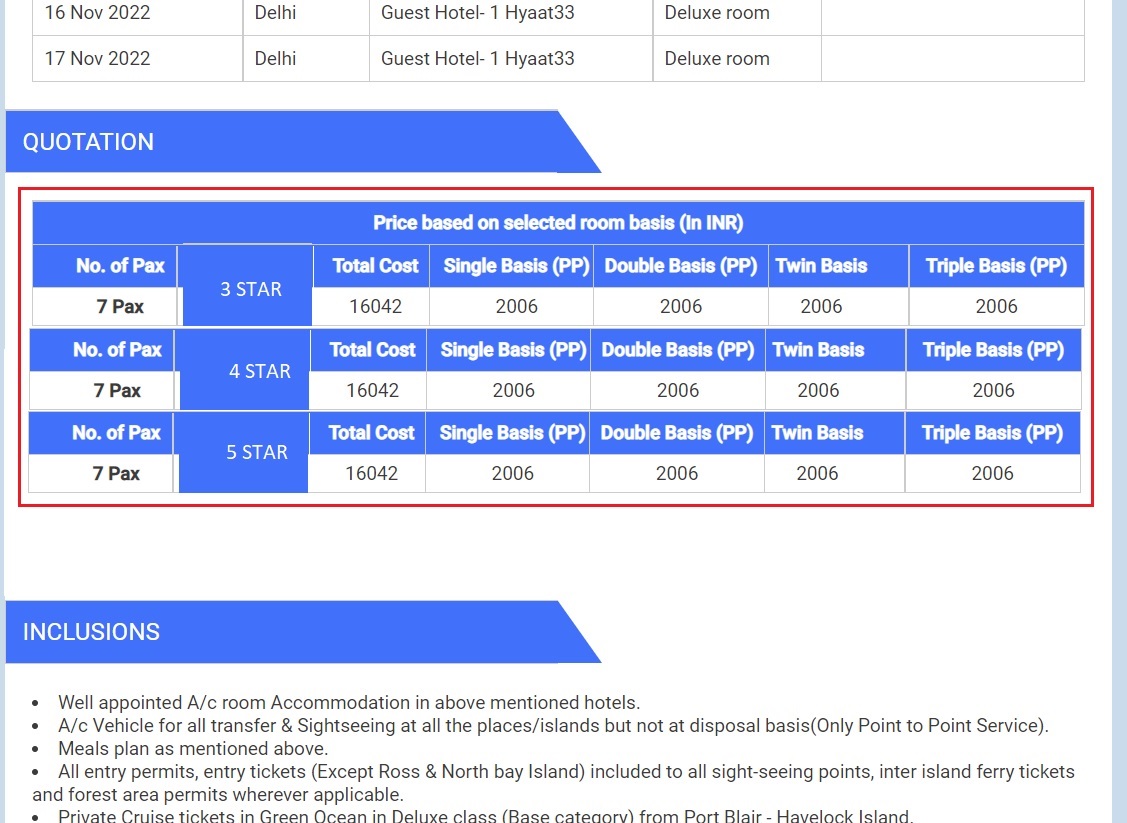 16 Nov 2022 Delhi Guest Hotel- 1 Hyaat33 Deluxe room
17 Nov 2022 Delhi Guest Hotel- 1 Hyaat33 Deluxe room
QUOTATION
Price based on selected room basis (In INR)
No. of Pax 3 STAR Total Cost Single Basis (PP) Double Basis (PP) Twin Basis Triple Basis (PP)
7 Pax 16042 2006 2006 2006 2006
No. of Pax 4 STAR Total Cost Single Basis (PP) Double Basis (PP) Twin Basis Triple Basis (PP)
7 Pax 16042 2006 2006 2006 2006
No. of Pax 5 STAR Total Cost Single Basis (PP) Double Basis (PP) Twin Basis Triple Basis (PP)
7 Pax 16042 2006 2006 2006 2006
INCLUSIONS
• Well appointed A/c room Accommodation in above mentioned hotels.
• A/c Vehicle for all transfer & Sightseeing at all the places/islands but not at disposal basis(Only Point to Point Service).
• Meals plan as mentioned above.
• All entry permits, entry tickets (Except Ross & North bay Island) included to all sight-seeing points, inter island ferry tickets
and forest area permits wherever applicable.
• Private Cruise tickets in Green Ocean in Deluxe class (Base category) from Port Blair - Havelock Island.